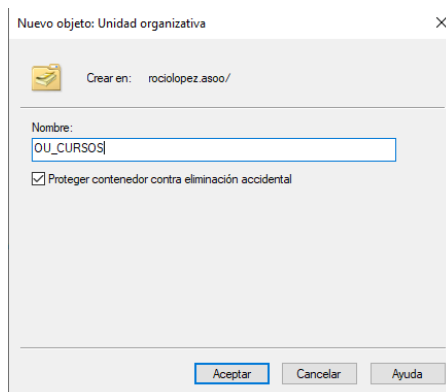 Nuevo objeto: Unidad organizativa
Crear en: rociolopez.asoo/
Nombre:
OU_CURSOS
Proteger contenedor contra eliminación accidental
Aceptar Cancelar Ayuda